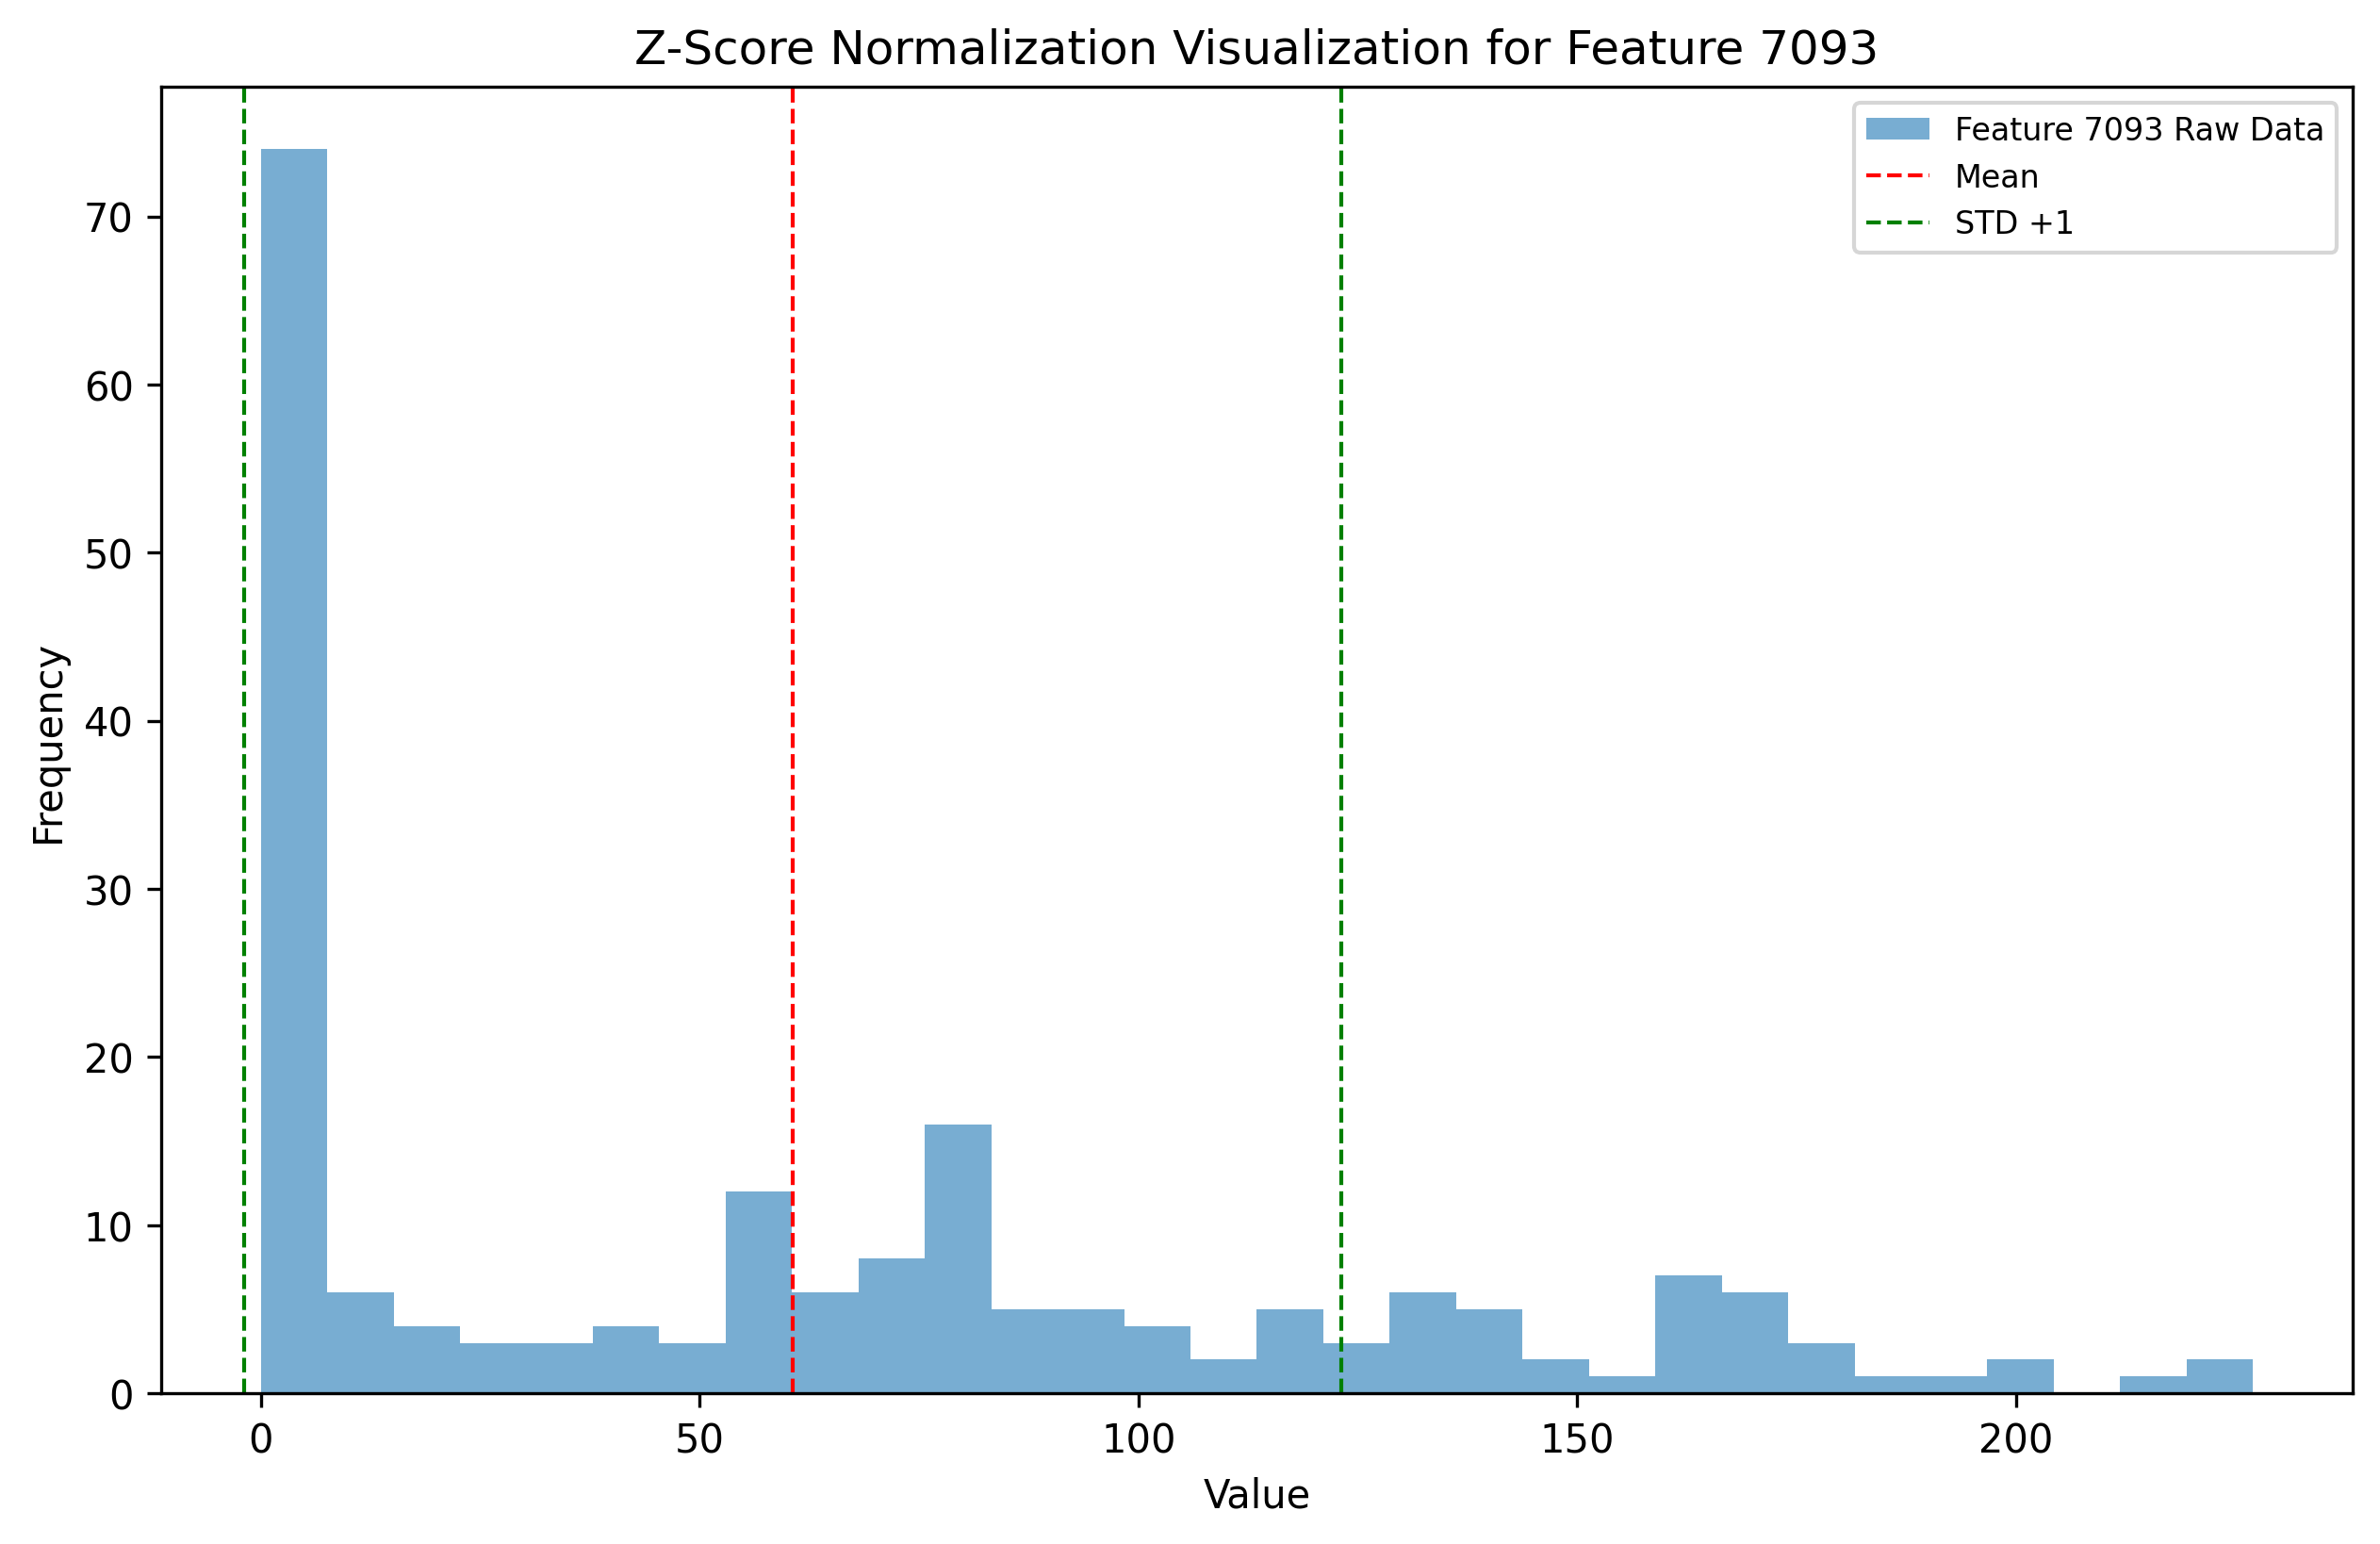 Z-Score Normalization Visualization for Feature 7093
Feature 7093 Raw Data
Mean
STD +1
70
60
50
40
30
20
10
0
Frequency
0 50 100 150 200
Value